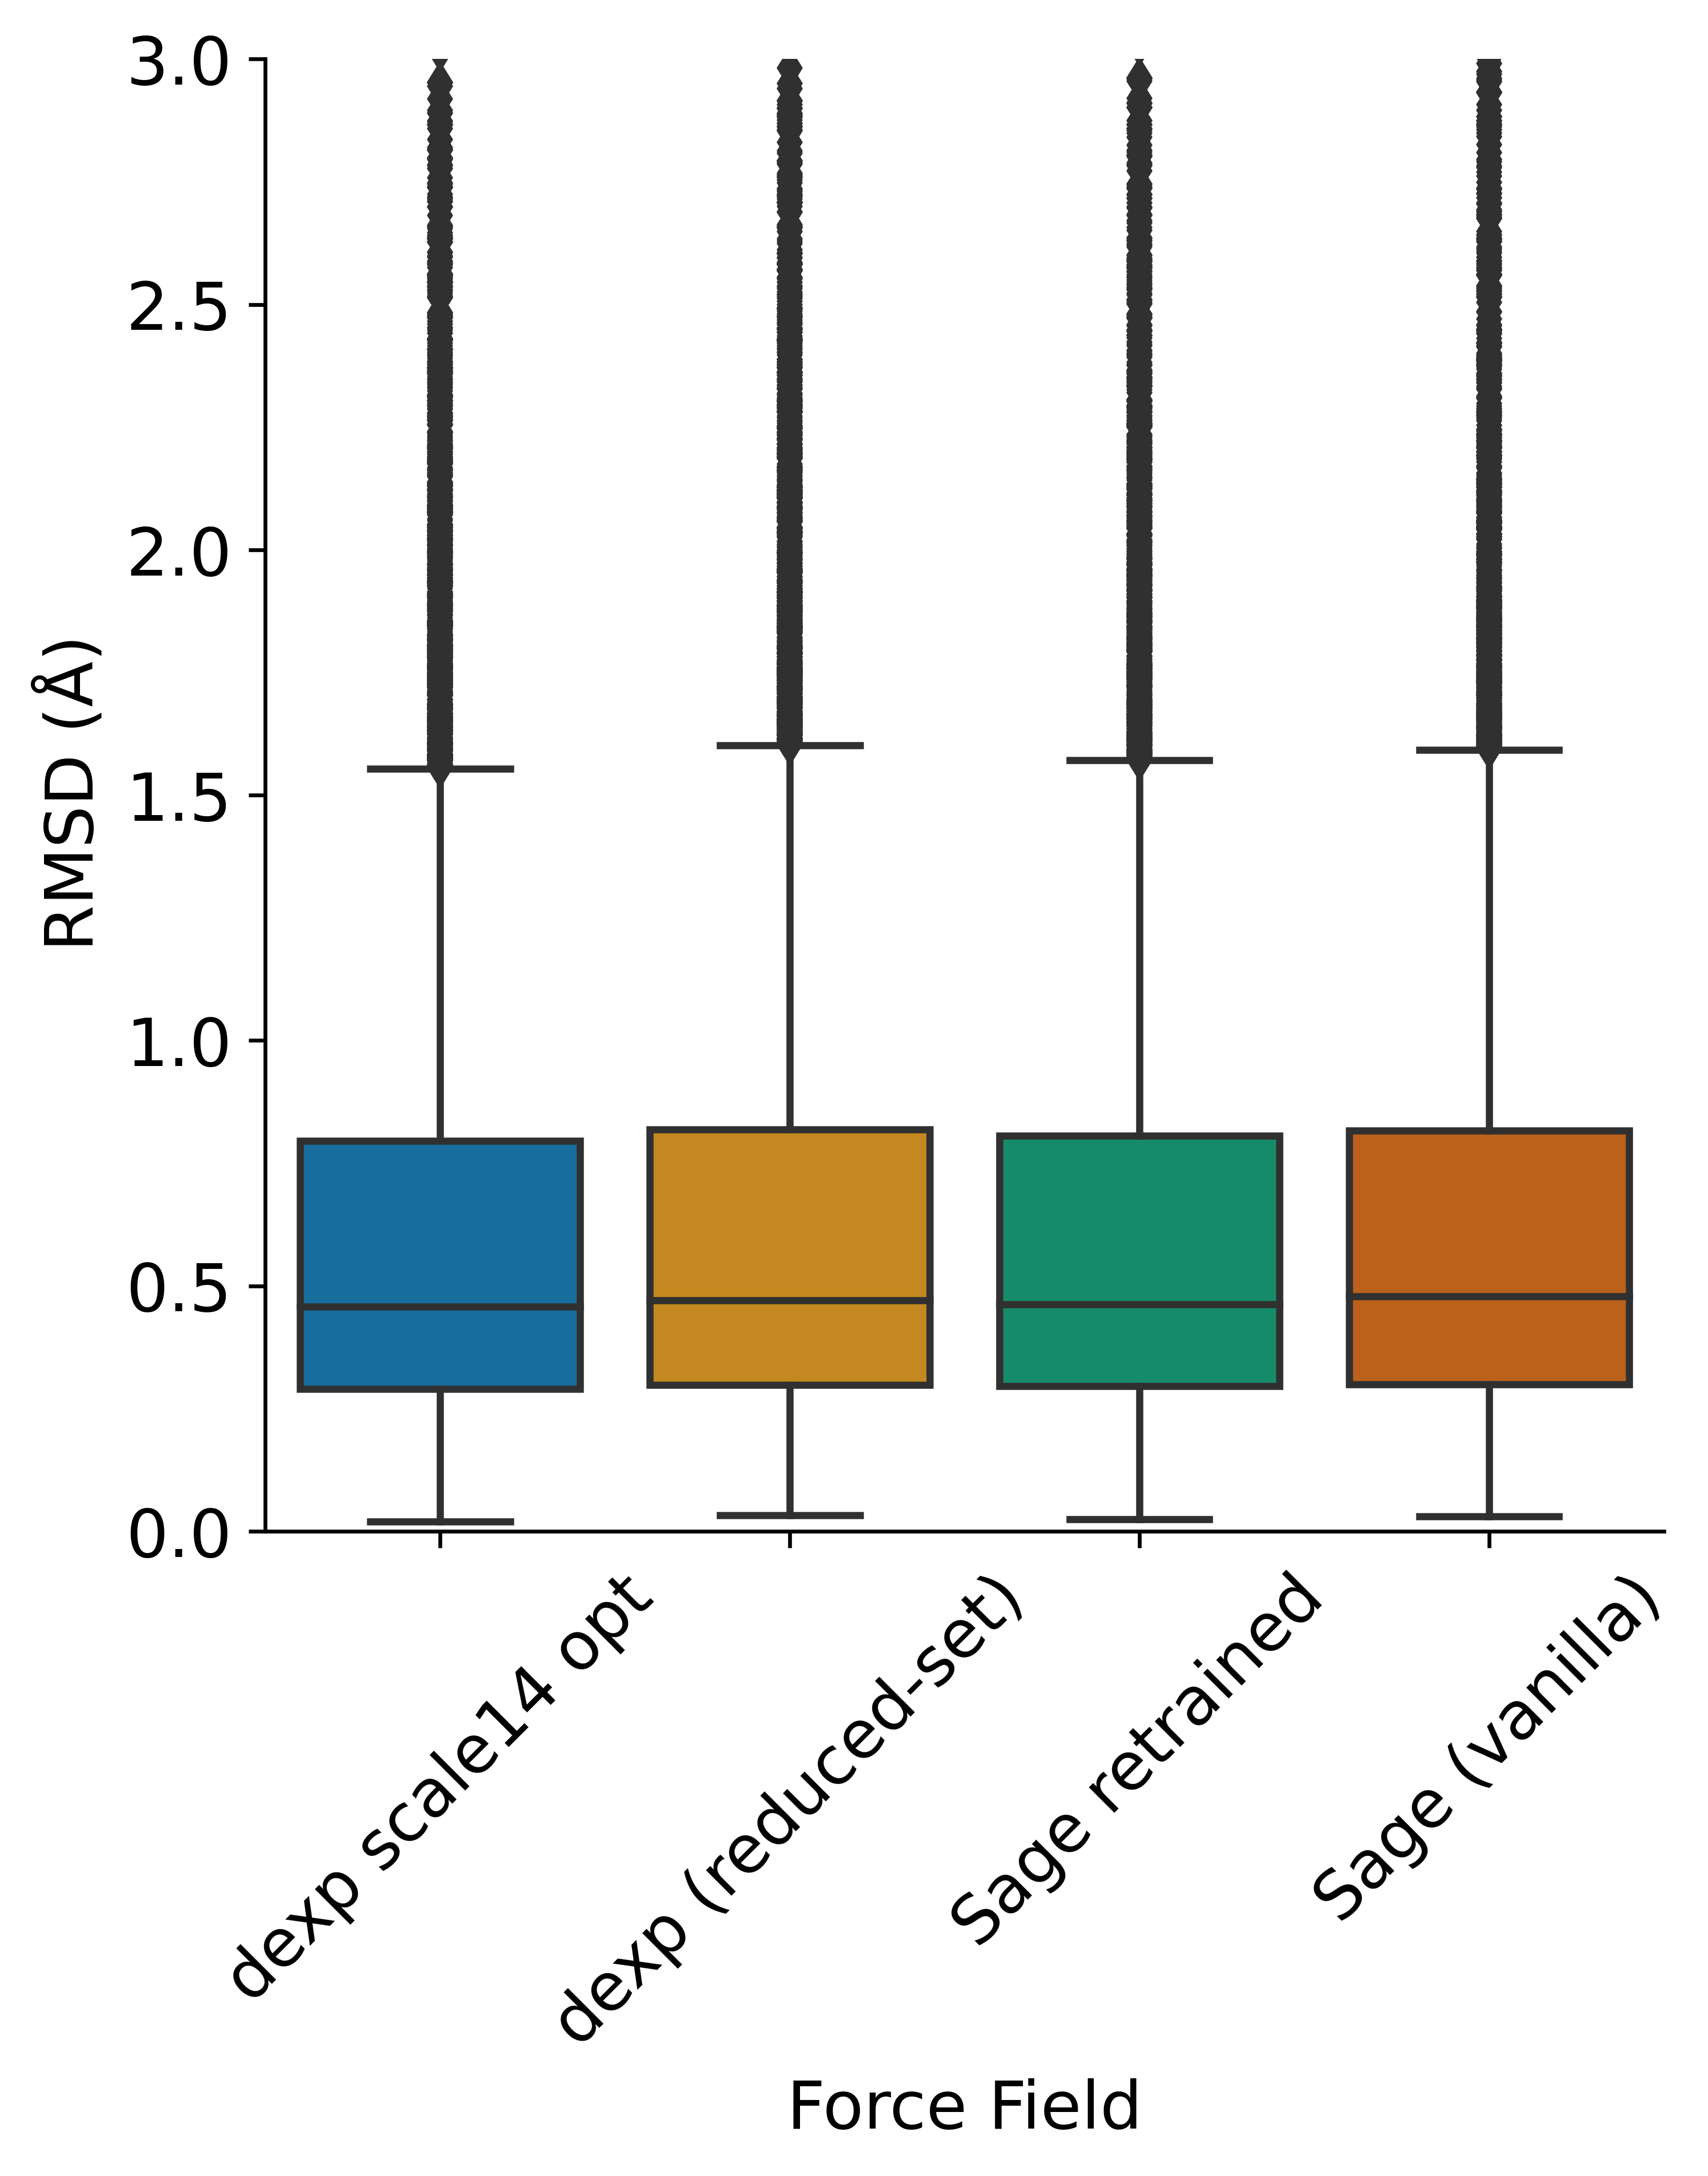 3.0
2.5
2.0
1.5
1.0
0.5
0.0
RMSD (Å)
dexp scale14 opt
dexp (reduced-set)
Sage retrained
Sage (vanilla)
Force Field